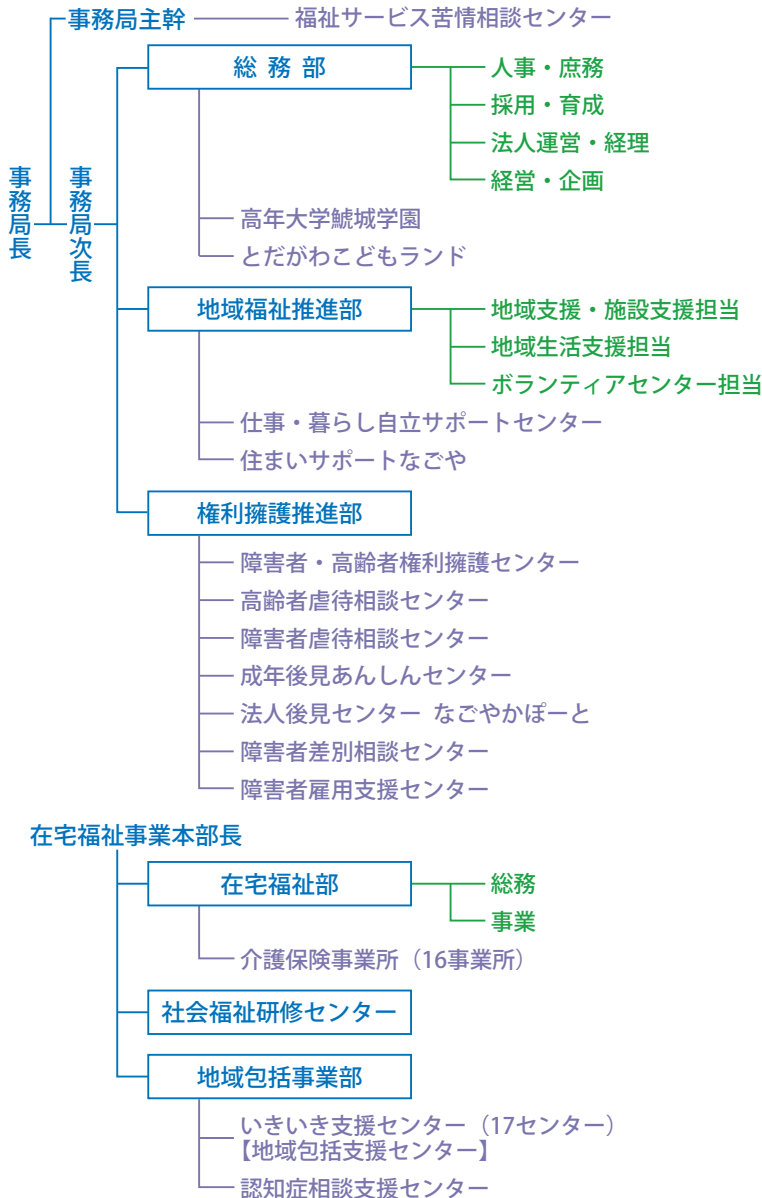 事務局主幹
福祉サービス苦情相談センター
事務局長
事務局次長
総務部
人事・庶務
採用・育成
法人運営・経理
経営・企画
高年大学鯱城学園
とだがわこどもランド
地域福祉推進部
地域支援・施設支援担当
地域生活支援担当
ボランティアセンター担当
仕事・暮らし自立サポートセンター
住まいサポートなごや
権利擁護推進部
障害者・高齢者権利擁護センター
高齢者虐待相談センター
障害者虐待相談センター
成年後見あんしんセンター
法人後見センター なごやかぽーと
障害者差別相談センター
障害者雇用支援センター
在宅福祉事業本部長
在宅福祉部
総務
事業
介護保険事業所（16事業所）
社会福祉研修センター
地域包括事業部
いきいき支援センター（17センター）
【地域包括支援センター】
認知症相談支援センター